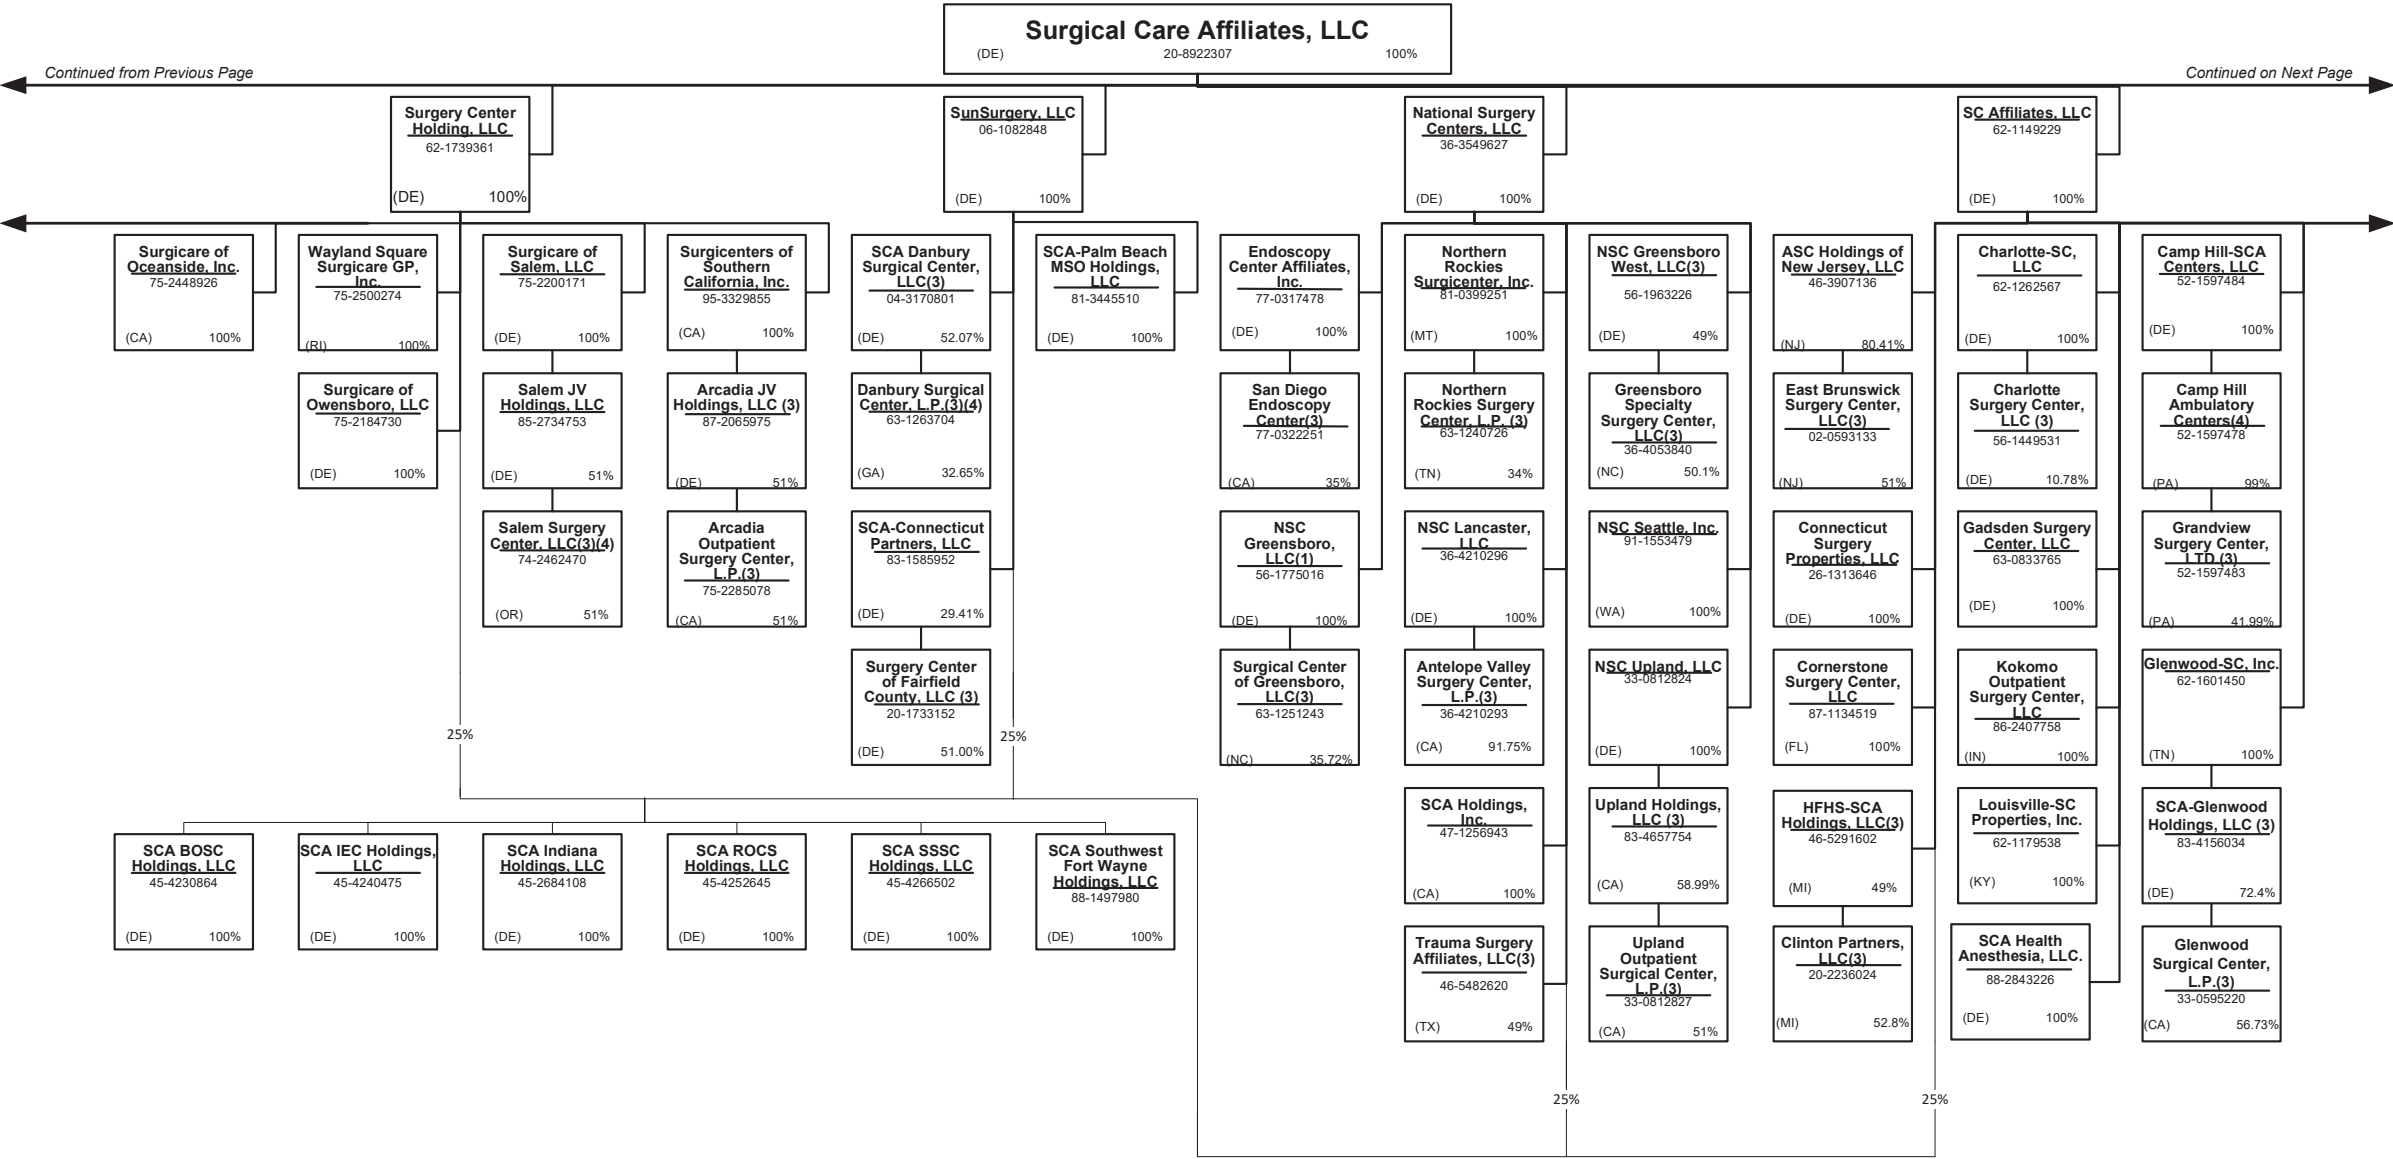 Surgical Care Affiliates, LLC
(DE) 20-8922307 100%
Continued from Previous Page
Continued on Next Page
Surgery Center
Holding, LLC
62-1739361
(DE) 100%
SunSurgery, LLC
06-1082848
(DE) 100%
National Surgery
Centers, LLC
36-3549627
(DE) 100%
SC Affiliates, LLC
62-1149229
(DE) 100%
Surgicare of
Oceanside, Inc.
75-2448926
(CA) 100%
Wayland Square
Surgicare GP,
Inc.
75-2500274
(RI) 100%
Surgicare of
Salem, LLC
75-2200171
(DE) 100%
Surgicenters of
Southern
California, Inc.
95-3329855
(CA) 100%
SCA Danbury
Surgical Center,
LLC(3)
04-3170801
(DE) 52.07%
SCA-Palm Beach
MSO Holdings,
LLC
81-3445510
(DE) 100%
Endoscopy
Center Affiliates,
Inc.
77-0317478
(DE) 100%
Northern
Rockies
Surgicenter, Inc.
81-0399251
(MT) 100%
NSC Greensboro
West, LLC(3)
56-1963226
(DE) 49%
ASC Holdings of
New Jersey, LLC
46-3907136
(NJ) 80.41%
Charlotte-SC,
LLC
62-1262567
(DE) 100%
Camp Hill-SCA
Centers, LLC
52-1597484
(DE) 100%
Surgicare of
Owensboro, LLC
75-2184730
(DE) 100%
Salem JV
Holdings, LLC
85-2734753
(DE) 51%
Arcadia JV
Holdings, LLC (3)
87-2065975
(DE) 51%
Danbury Surgical
Center, L.P.(3)(4)
63-1263704
(GA) 32.65%
San Diego
Endoscopy
Center(3)
77-0322251
(CA) 35%
Northern
Rockies Surgery
Center, L.P. (3)
63-1240726
(TN) 34%
Greensboro
Specialty
Surgery Center,
LLC(3)
36-4053840
(NC) 50.1%
East Brunswick
Surgery Center,
LLC(3)
02-0593133
(NJ) 51%
Charlotte
Surgery Center,
LLC (3)
56-1449531
(DE) 10.78%
Camp Hill
Ambulatory
Centers(4)
52-1597478
(PA) 99%
Salem Surgery
Center, LLC(3)(4)
74-2462470
(OR) 51%
Arcadia
Outpatient
Surgery Center,
L.P.(3)
75-2285078
(CA) 51%
SCA-Connecticut
Partners, LLC
83-1585952
(DE) 29.41%
NSC
Greensboro,
LLC(1)
56-1775016
(DE) 100%
NSC Lancaster,
LLC
36-4210296
(DE) 100%
NSC Seattle, Inc.
91-1553479
(WA) 100%
Connecticut
Surgery
Properties, LLC
26-1313646
(DE) 100%
Gadsden Surgery
Center, LLC
63-0833765
(DE) 100%
Grandview
Surgery Center,
LTD.(3)
52-1597483
(PA) 41.99%
Surgery Center
of Fairfield
County, LLC (3)
20-1733152
(DE) 51.00%
Surgical Center
of Greensboro,
LLC(3)
63-1251243
(NC) 35.72%
Antelope Valley
Surgery Center,
L.P.(3)
36-4210293
(CA) 91.75%
NSC Upland, LLC
33-0812824
(DE) 100%
Cornerstone
Surgery Center,
LLC
87-1134519
(FL) 100%
Kokomo
Outpatient
Surgery Center,
LLC
86-2407758
(IN) 100%
Glenwood-SC, Inc.
62-1601450
(TN) 100%
25%
25%
SCA BOSC
Holdings, LLC
45-4230864
(DE) 100%
SCA IEC Holdings,
LLC
45-4240475
(DE) 100%
SCA Indiana
Holdings, LLC
45-2684108
(DE) 100%
SCA ROCS
Holdings, LLC
45-4252645
(DE) 100%
SCA SSSC
Holdings, LLC
45-4266502
(DE) 100%
SCA Southwest
Fort Wayne
Holdings, LLC
88-1497980
(DE) 100%
SCA Holdings,
Inc.
47-1256943
(CA) 100%
Upland Holdings,
LLC (3)
83-4657754
(CA) 58.99%
HFHS-SCA
Holdings, LLC(3)
46-5291602
(MI) 49%
Louisville-SC
Properties, Inc.
62-1179538
(KY) 100%
SCA-Glenwood
Holdings, LLC (3)
83-4156034
(DE) 72.4%
Trauma Surgery
Affiliates, LLC(3)
46-5482620
(TX) 49%
Upland
Outpatient
Surgical Center,
L.P.(3)
33-0812827
(CA) 51%
Clinton Partners,
LLC(3)
20-2236024
(MI) 52.8%
SCA Health
Anesthesia, LLC.
88-2843226
(DE) 100%
Glenwood
Surgical Center,
L.P.(3)
33-0595220
(CA) 56.73%
25%
25%